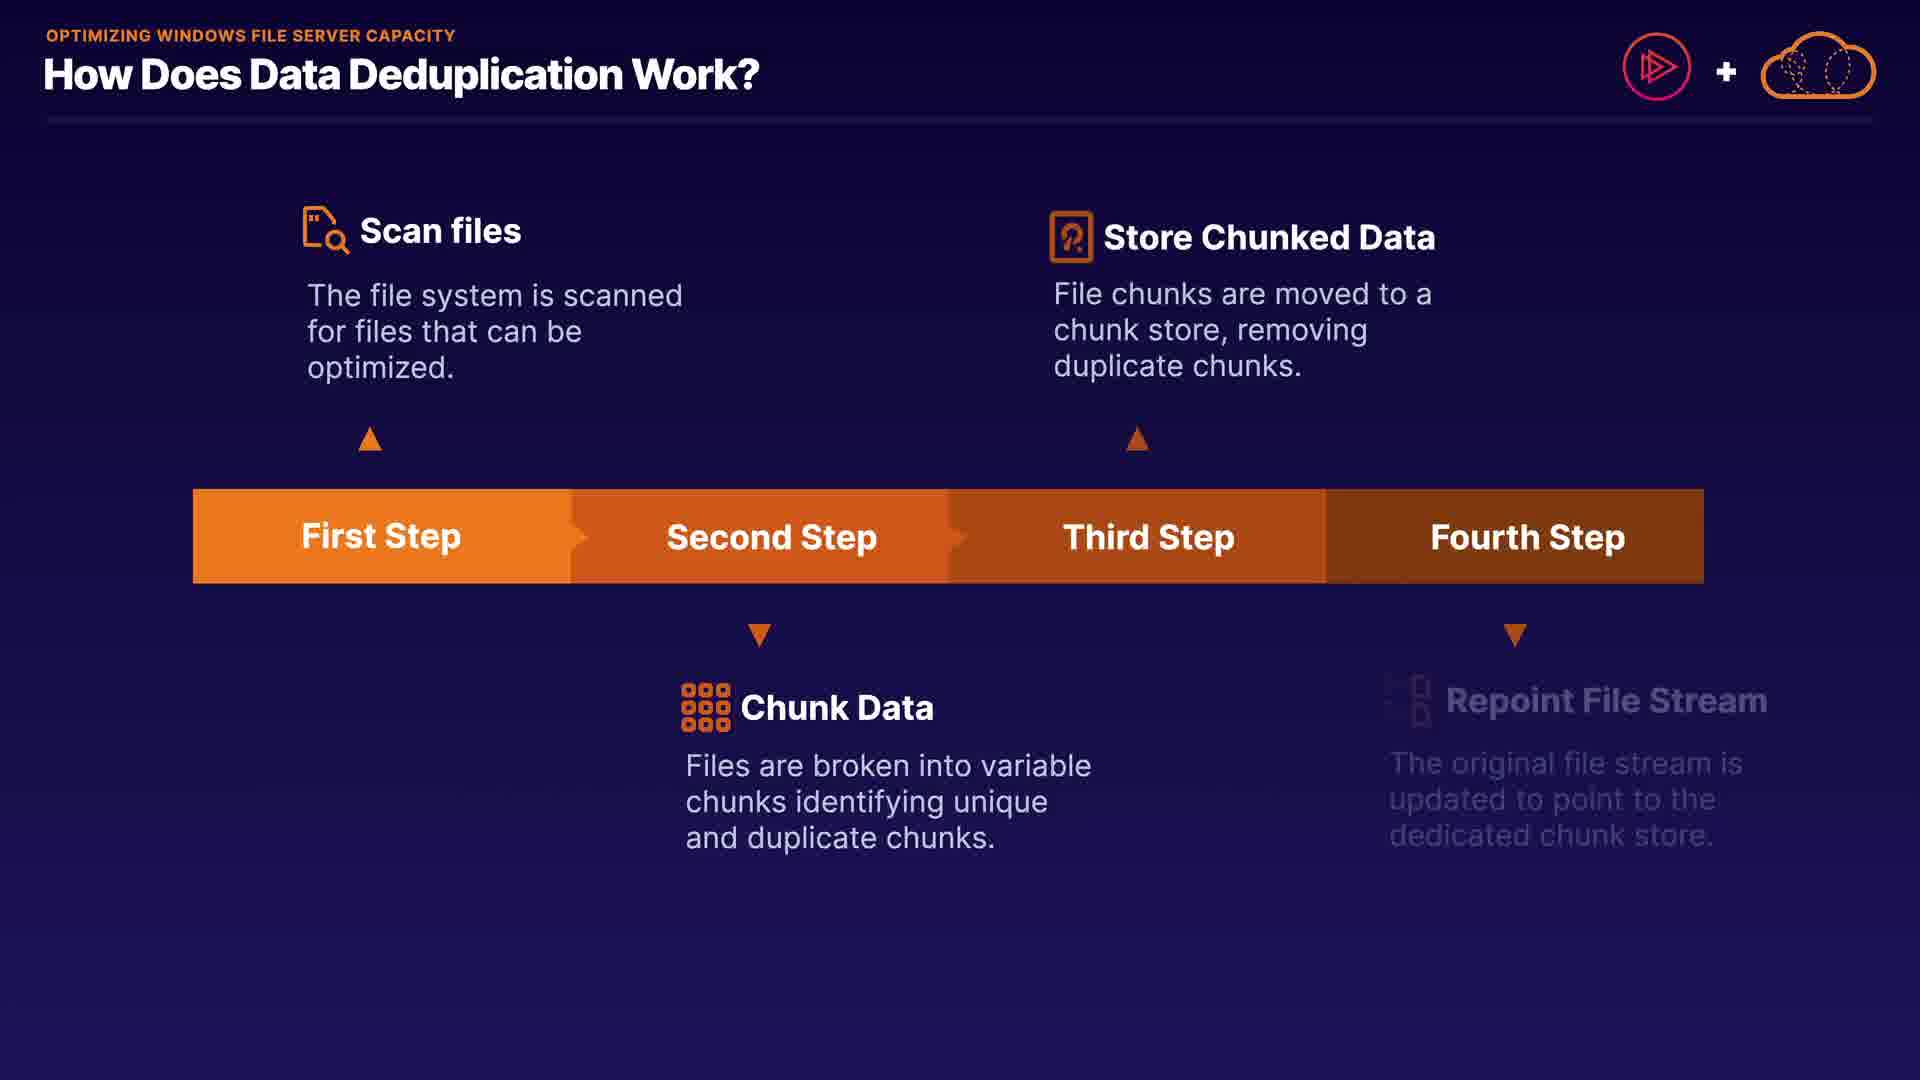 OPTIMIZING WINDOWS FILE SERVER CAPACITY
How Does Data Deduplication Work?
Scan files
The file system is scanned
for files that can be
optimized.
Store Chunked Data
File chunks are moved to a
chunk store, removing
duplicate chunks.
First Step
Second Step
Third Step
Fourth Step
Chunk Data
Files are broken into variable
chunks identifying unique
and duplicate chunks.
Repoint File Stream
The original file stream is
updated to point to the
dedicated chunk store.